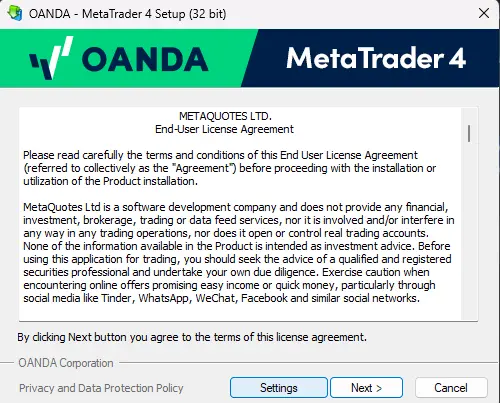 OANDA - MetaTrader 4 Setup (32 bit)
OANDA
MetaTrader 4
METAQUOTES LTD.
End-User License Agreement
Please read carefully the terms and conditions of this End User License Agreement
(referred to collectively as the "Agreement") before proceeding with the installation or
utilization of the Product installation.
MetaQuotes Ltd is a software development company and does not provide any financial,
investment, brokerage, trading or data feed services, nor it is involved and/or interfere in
any way in any trading operations, nor does it open or control real trading accounts.
None of the information available in the Product is intended as investment advice. Before
using this application for trading, you should seek the advice of a qualified and registered
securities professional and undertake your own due diligence. Exercise caution when
encountering online offers promising easy income or quick money, particularly through
social media like Tinder, WhatsApp, WeChat, Facebook and similar social networks.
By clicking Next button you agree to the terms of this license agreement.
OANDA Corporation
Privacy and Data Protection Policy
Settings
Next >
Cancel